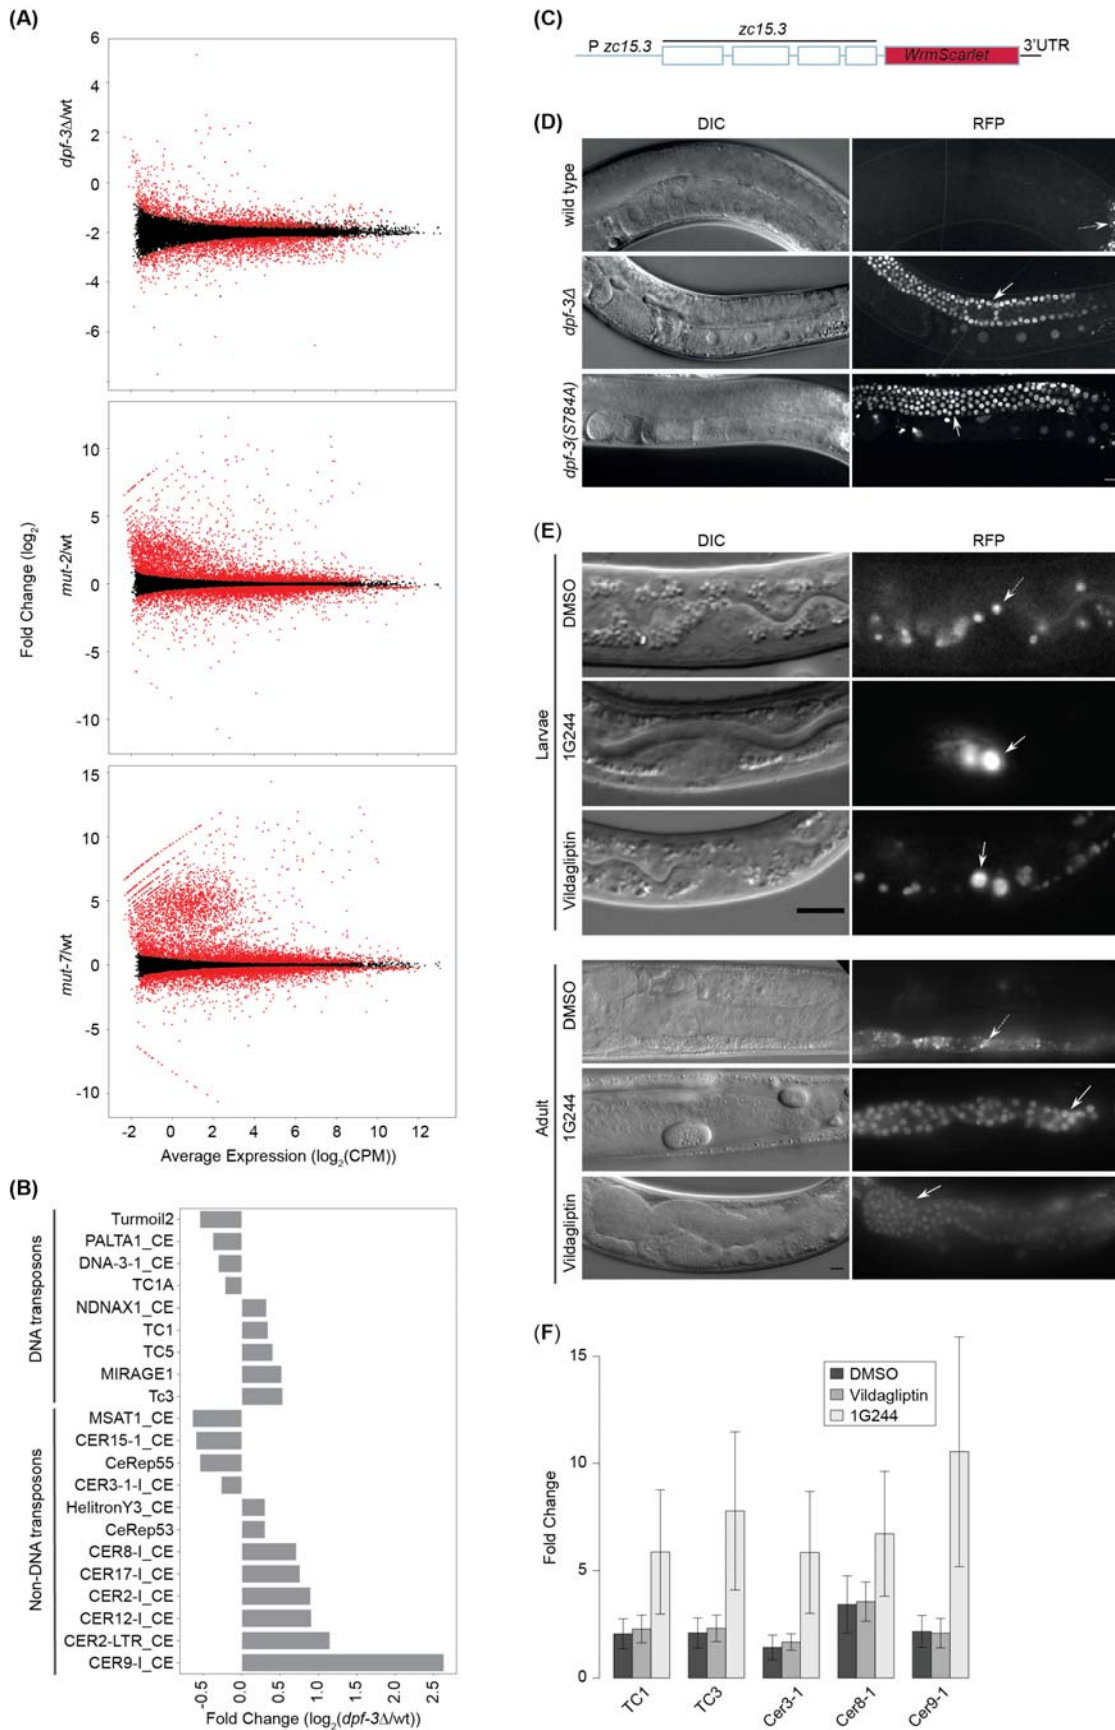 (A)
6
4
2
0
-2
-4
-6
dpf-3Δ/wt
10
5
0
-5
-10
mut-2/wt
Fold Change (log2)
15
10
5
0
-5
-10
mut-7/wt
-2 0 2 4 6 8 10 12
Average Expression (log2(CPM))
(B)
DNA transposons
Turmoil2
PALTA1_CE
DNA-3-1_CE
TC1A
NDNAX1_CE
TC1
TC5
MIRAGE1
Tc3
Non-DNA transposons
MSAT1_CE
CER15-1_CE
CeRep55
CER3-1-I_CE
HelitronY3_CE
CeRep53
CER8-I_CE
CER17-I_CE
CER2-I_CE
CER12-I_CE
CER2-LTR_CE
CER9-I_CE
-0.5 0.0 0.5 1.0 1.5 2.0 2.5
Fold Change (log2(dpf-3Δ/wt))
(C)
zc15.3
P zc15.3
WrmScarlet
3'UTR
(D)
DIC RFP
wild type
dpf-3Δ
dpf-3(S784A)
(E)
DIC RFP
Larvae
DMSO
1G244
Vildagliptin
Adult
DMSO
1G244
Vildagliptin
(F)
15
10
5
0
Fold Change
DMSO
Vildagliptin
1G244
TC1 TC3 Cer3-1 Cer8-1 Cer9-1